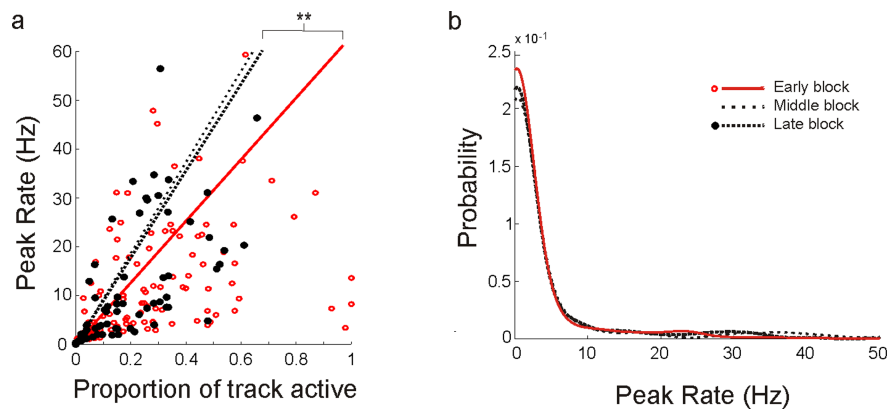 a
**
Peak Rate (Hz)
60
50
40
30
20
10
0
0 0.2 0.4 0.6 0.8 1
Proportion of track active
b
x 10⁻¹
Probability
2.5
2
1.5
1
0.5
0
0 10 20 30 40 50
Peak Rate (Hz)
Early block
Middle block
Late block